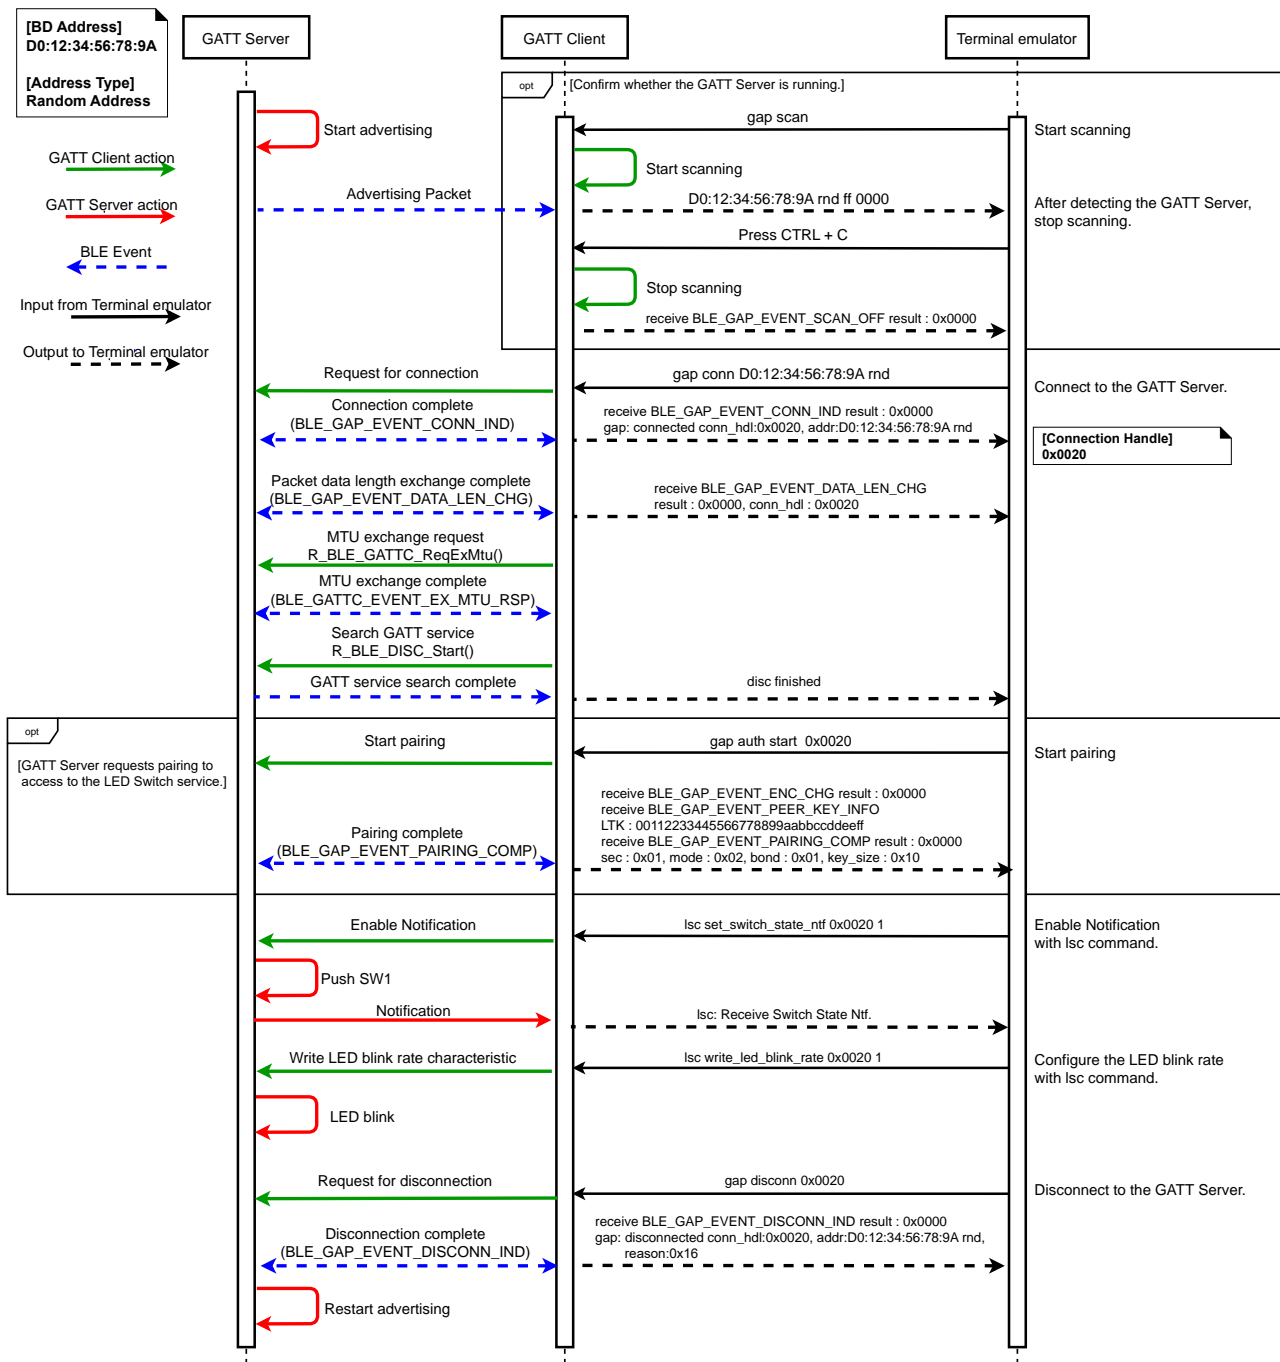 [BD Address]
D0:12:34:56:78:9A
[Address Type]
Random Address
GATT Server
GATT Client
Terminal emulator
opt
[Confirm whether the GATT Server is running.]
Start advertising
gap scan
Start scanning
GATT Client action
Start scanning
GATT Server action
Advertising Packet
D0:12:34:56:78:9A rnd ff 0000
After detecting the GATT Server,
stop scanning.
Press CTRL + C
BLE Event
Stop scanning
Input from Terminal emulator
receive BLE_GAP_EVENT_SCAN_OFF result : 0x0000
Output to Terminal emulator
Request for connection
gap conn D0:12:34:56:78:9A rnd
Connect to the GATT Server.
Connection complete
(BLE_GAP_EVENT_CONN_IND)
receive BLE_GAP_EVENT_CONN_IND result : 0x0000
gap: connected conn_hdl:0x0020, addr:D0:12:34:56:78:9A rnd
[Connection Handle]
0x0020
Packet data length exchange complete
(BLE_GAP_EVENT_DATA_LEN_CHG)
receive BLE_GAP_EVENT_DATA_LEN_CHG
result : 0x0000, conn_hdl : 0x0020
MTU exchange request
R_BLE_GATTC_ReqExMtu()
MTU exchange complete
(BLE_GATTC_EVENT_EX_MTU_RSP)
Search GATT service
R_BLE_DISC_Start()
GATT service search complete
disc finished
opt
[GATT Server requests pairing to
access to the LED Switch service.]
Start pairing
gap auth start  0x0020
Start pairing
Pairing complete
(BLE_GAP_EVENT_PAIRING_COMP)
receive BLE_GAP_EVENT_ENC_CHG result : 0x0000
receive BLE_GAP_EVENT_PEER_KEY_INFO
LTK : 00112233445566778899aabbccddeeff
receive BLE_GAP_EVENT_PAIRING_COMP result : 0x0000
sec : 0x01, mode : 0x02, bond : 0x01, key_size : 0x10
Enable Notification
lsc set_switch_state_ntf 0x0020 1
Enable Notification
with lsc command.
Push SW1
Notification
lsc: Receive Switch State Ntf.
Write LED blink rate characteristic
lsc write_led_blink_rate 0x0020 1
Configure the LED blink rate
with lsc command.
LED blink
Request for disconnection
gap disconn 0x0020
Disconnect to the GATT Server.
Disconnection complete
(BLE_GAP_EVENT_DISCONN_IND)
receive BLE_GAP_EVENT_DISCONN_IND result : 0x0000
gap: disconnected conn_hdl:0x0020, addr:D0:12:34:56:78:9A rnd,
reason:0x16
Restart advertising